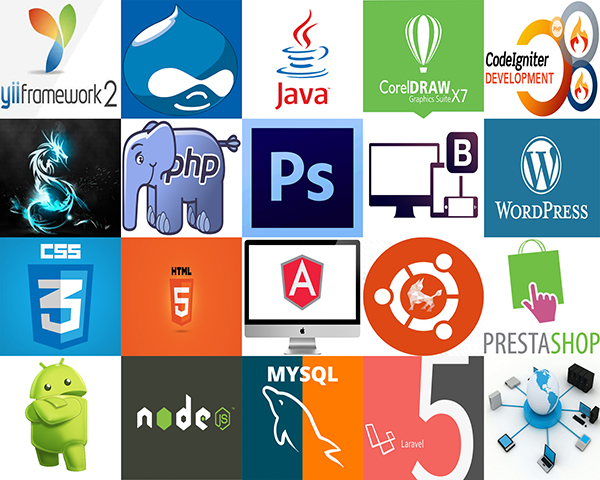 yiiframework2
Java
CorelDRAW
Graphics Suite X7
PHP
CodeIgniter
DEVELOPMENT
php
Ps
B
WORDPRESS
CSS
3
HTML
5
A
PRESTASHOP
node
JS
MYSQL
5
Laravel